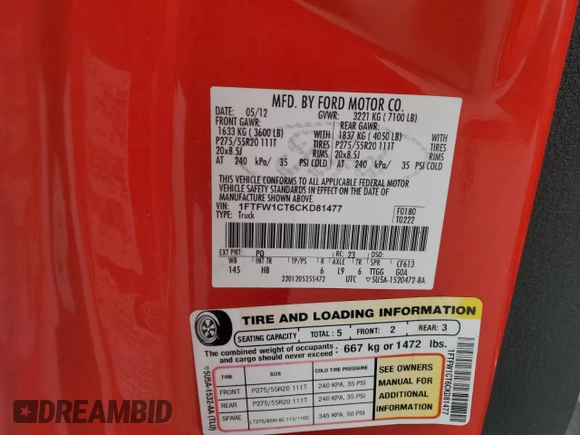 MFD. BY FORD MOTOR CO.
DATE: 05/12 GVWR: 3221 KG ( 7100 LB)
FRONT GAWR: REAR GAWR:
1633 KG ( 3600 LB) WITH 1837 KG ( 4050 LB) WITH
P275/55R20 111T TIRES P275/55R20 111T TIRES
20x8.5J RIMS 20x8.5J RIMS
AT 240 kPa/ 35 PSI COLD AT 240 kPa/ 35 PSI COLD
THIS VEHICLE CONFORMS TO ALL APPLICABLE FEDERAL MOTOR
VEHICLE SAFETY STANDARDS IN EFFECT ON THE DATE OF
MANUFACTURE SHOWN ABOVE.
VIN: 1FTFW1CT6CKD81477
TYPE: Truck
F0180
T0222
EXT PNT: PQ RC: 23 DSO:
WB INT TR TP/PS R AXLE TR SPR CF613
145 HB 6 L9 6 TTGG GOA
2201205255472 UTC 5U5A-1520472-BA
TIRE AND LOADING INFORMATION
SEATING CAPACITY TOTAL: 5 FRONT: 2 REAR: 3
The combined weight of occupants
and cargo should never exceed: 667 kg or 1472 lbs.
TIRE SIZE COLD TIRE PRESSURE
FRONT P275/55R20 111T 240 KPA, 35 PSI
REAR P275/55R20 111T 240 KPA, 35 PSI
SPARE 345 KPA, 50 PSI
SEE OWNERS
MANUAL FOR
ADDITIONAL
INFORMATION
5U5A-1532-AA (TLU)
1FTFW1CT6CKD81477
DREAMBID